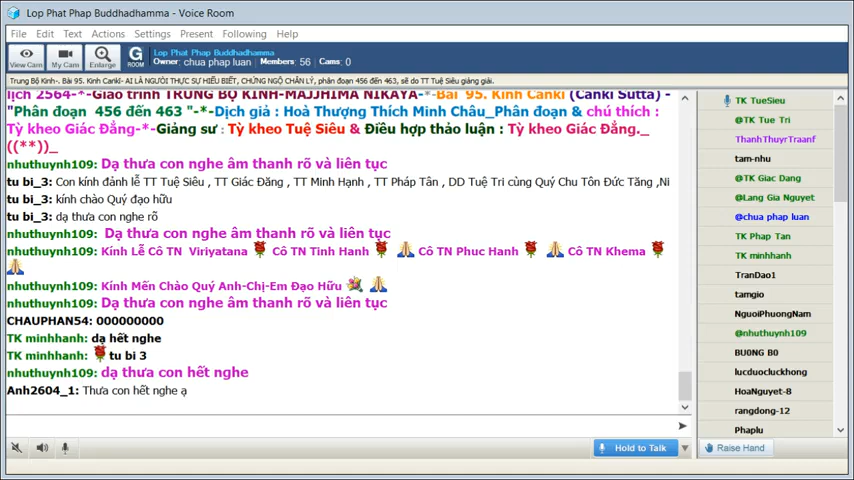 Lop Phat Phap Buddhadhamma - Voice Room
File Edit Text Actions Settings Present Following Help
View Cam My Cam Enlarge G ROOM
Lop Phat Phap Buddhadhamma
Owner: chua phap luan Members: 56 Cams: 0
Trung Bộ Kinh-. Bài 95. Kinh Cankī- AI LÀ NGƯỜI THỰC SỰ HIỂU BIẾT, CHỨNG NGỘ CHÂN LÝ, phân đoạn 456 đến 463, sẽ do TT Tuệ Siêu giảng giải.
lịch 2564-*-Giáo trình TRUNG BỘ KINH-MAJJHIMA NIKAYA-*-Bài 95. Kinh Canki (Canki Sutta) -
"Phân đoạn 456 đến 463 "-*-Dịch giả : Hoà Thượng Thích Minh Châu_Phân đoạn & chú thích :
Tỳ kheo Giác Đẳng-*-Giảng sư : Tỳ kheo Tuệ Siêu & Điều hợp thảo luận : Tỳ kheo Giác Đẳng._
((**))_
nhuthuynh109: Dạ thưa con nghe âm thanh rõ và liên tục
tu bi_3: Con kính đảnh lễ TT Tuệ Siêu , TT Giác Đăng , TT Minh Hạnh , TT Pháp Tân , DD Tuệ Tri cùng Quý Chu Tôn Đức Tăng ,Ni
tu bi_3: kính chào Quý đạo hữu
tu bi_3: dạ thưa con nghe rõ
nhuthuynh109: Dạ thưa con nghe âm thanh rõ và liên tục
nhuthuynh109: Kính Lễ Cô TN Viriyatana Cô TN Tinh Hanh Cô TN Phuc Hanh Cô TN Khema
nhuthuynh109: Kính Mến Chào Quý Anh-Chị-Em Đạo Hữu
nhuthuynh109: Dạ thưa con nghe âm thanh rõ và liên tục
CHAUPHAN54: 000000000
TK minhhanh: dạ hết nghe
TK minhhanh: tu bi 3
nhuthuynh109: dạ thưa con hết nghe
Anh2604_1: Thưa con hết nghe ạ
TK TueSieu
@TK Tue Tri
ThanhThuyrTraanf
tam-nhu
@TK Giac Dang
@Lang Gia Nguyet
@chua phap luan
TK Phap Tan
TK minhhanh
TranDao1
tamgio
NguoiPhuongNam
@nhuthuynh109
BU0NG B0
lucduocluckhong
HoaNguyet-8
rangdong-12
Phaplu
Hold to Talk
Raise Hand